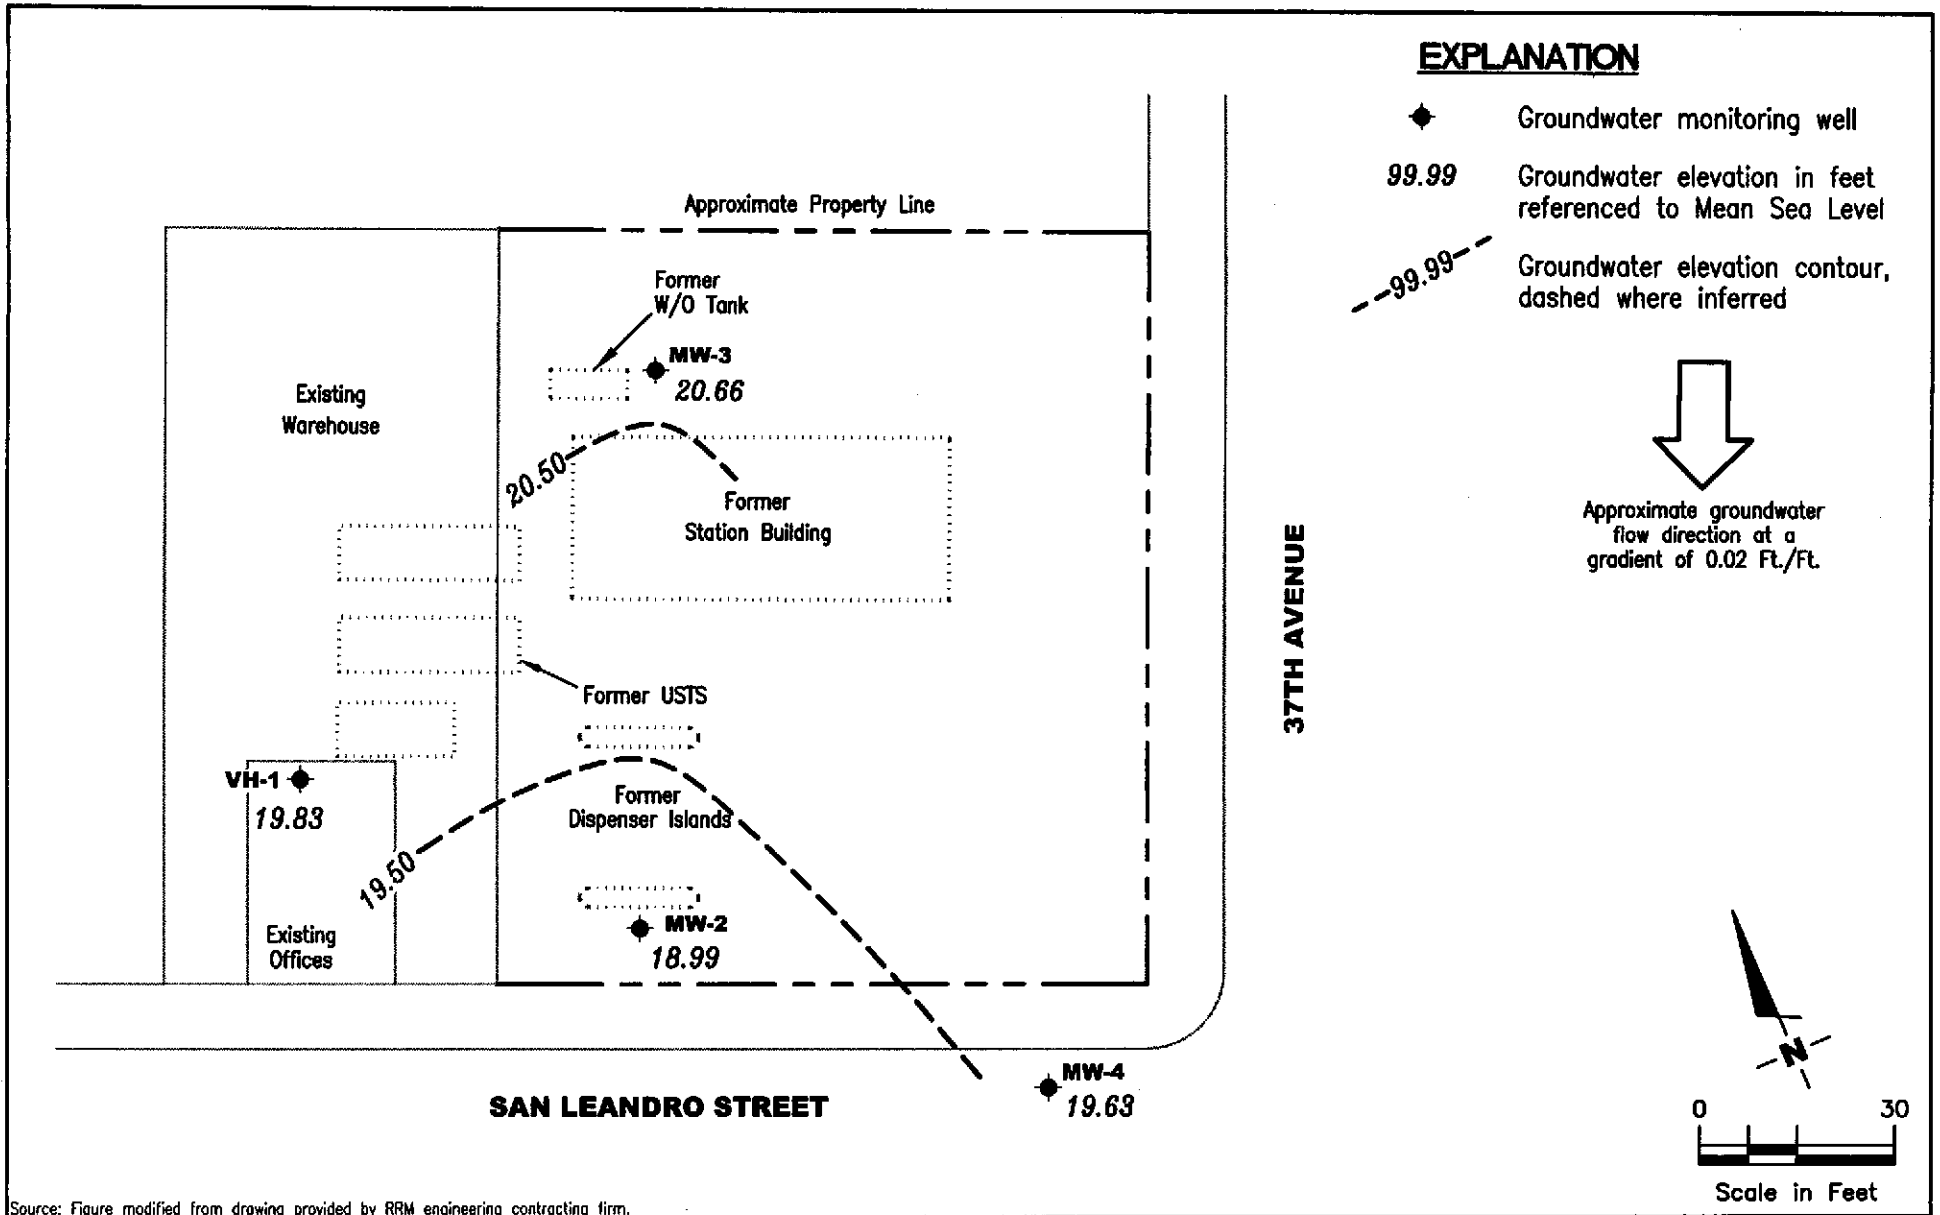 EXPLANATION
Groundwater monitoring well
99.99
Groundwater elevation in feet
referenced to Mean Sea Level
99.99
Groundwater elevation contour,
dashed where inferred
Approximate groundwater
flow direction at a
gradient of 0.02 Ft./Ft.
Approximate Property Line
Former
W/O Tank
MW-3
20.66
Existing
Warehouse
20.50
Former
Station Building
37TH AVENUE
Former USTS
VH-1
19.83
Former
Dispenser Islands
19.50
MW-2
18.99
Existing
Offices
MW-4
19.63
SAN LEANDRO STREET
N
0 30
Scale in Feet
Source: Figure modified from drawing provided by RRM engineering contracting firm.